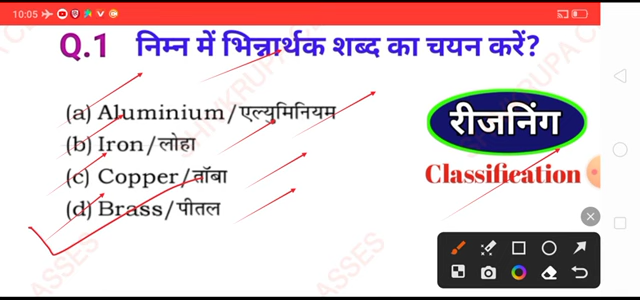 10:05
Q.1 निम्न में भिन्नार्थक शब्द का चयन करें?
(a) Aluminium/एल्युमिनियम
(b) Iron/लोहा
(c) Copper/ताँबा
(d) Brass/पीतल
रीजनिंग
Classification